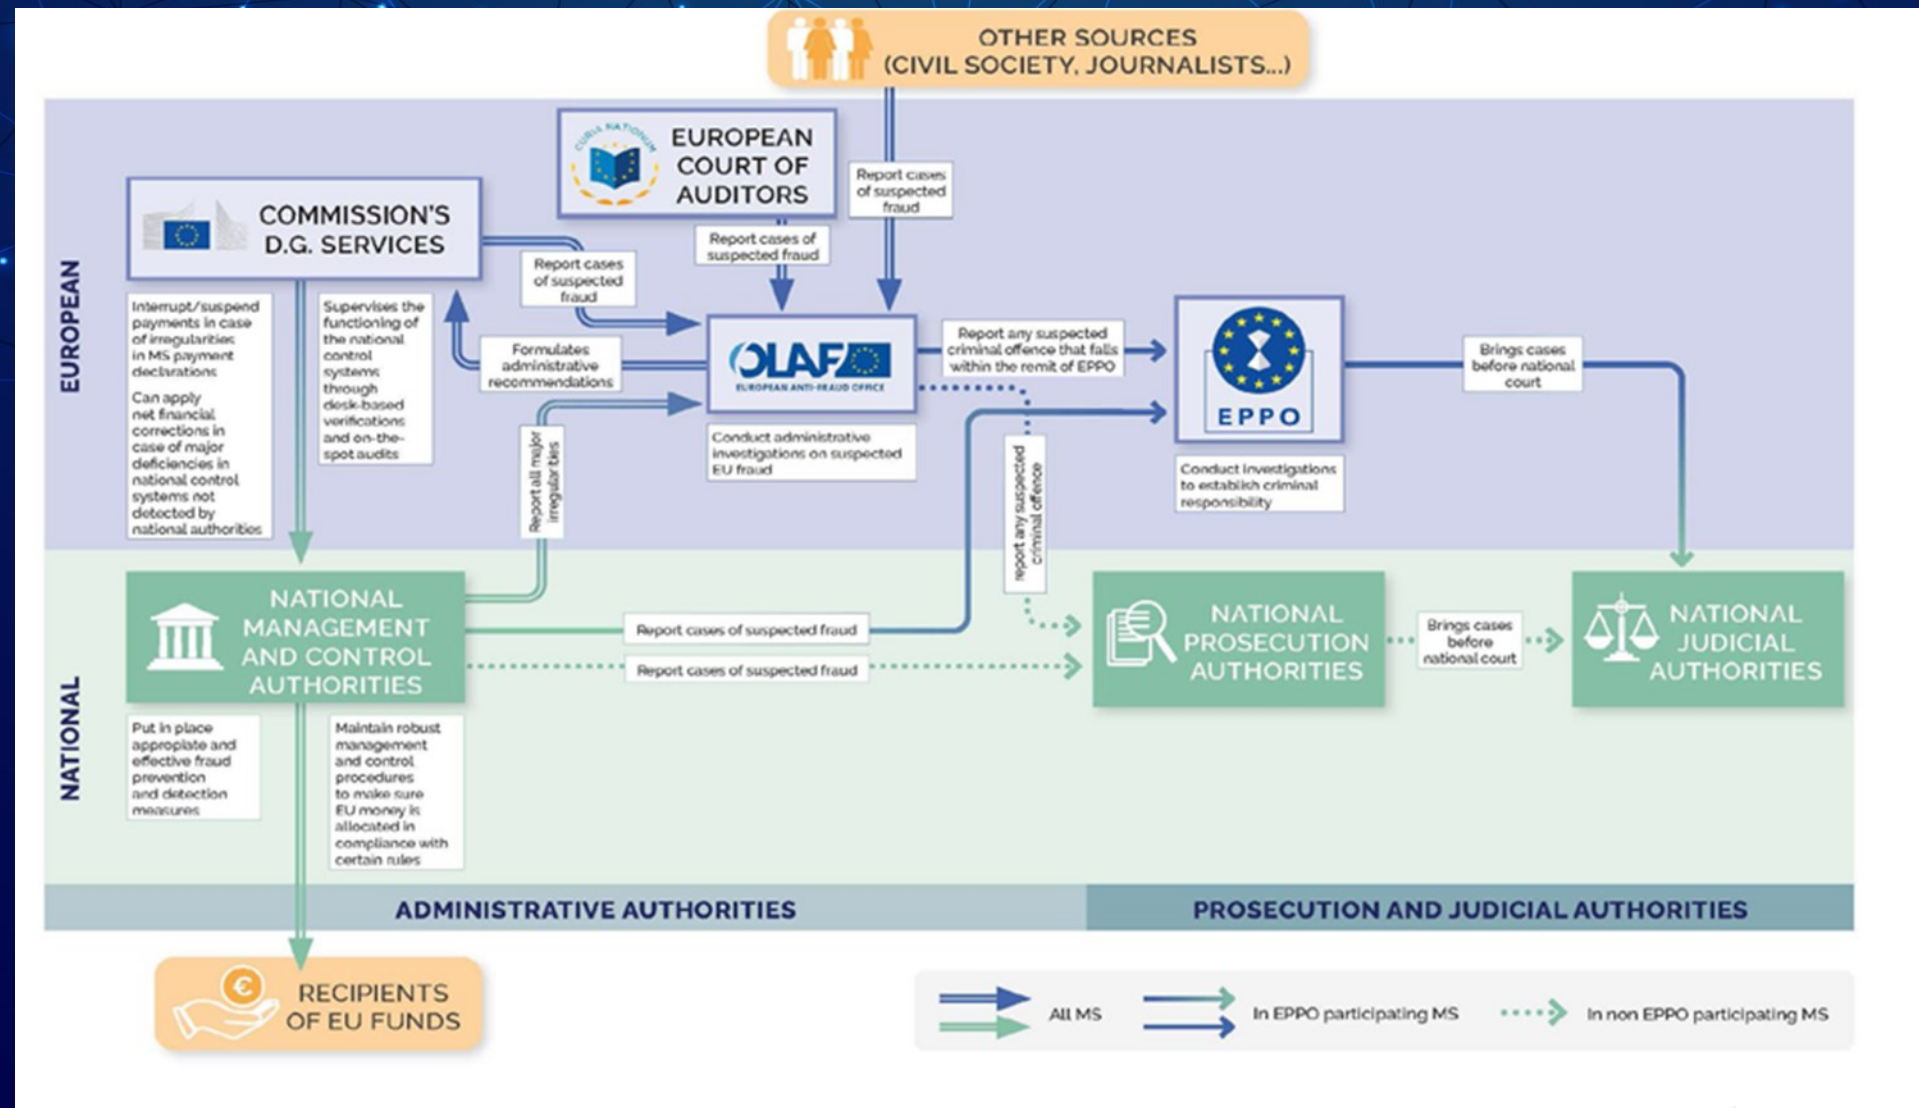 OTHER SOURCES
(CIVIL SOCIETY, JOURNALISTS...)
EUROPEAN
CURIA RATIONUM
EUROPEAN
COURT OF
AUDITORS
Report cases
of suspected
fraud
COMMISSION'S
D.G. SERVICES
Report cases of
suspected fraud
Report cases
of suspected
fraud
Interrupt/suspend
payments in case
of irregularities
in MS payment
declarations
Can apply
net financial
corrections in
case of major
deficiencies in
national control
systems not
detected by
national authorities
Supervises the
functioning of
the national
control
systems
through
desk-based
verifications
and on-the-
spot audits
Formulates
administrative
recommendations
OLAF
EUROPEAN ANTI-FRAUD OFFICE
Conduct administrative
investigations on suspected
EU fraud
Report all major
irregularities
Report any suspected
criminal offence that falls
within the remit of EPPO
report any suspected
criminal offence
EPPO
Conduct investigations
to establish criminal
responsibility
Brings cases
before national
court
NATIONAL
NATIONAL
MANAGEMENT
AND CONTROL
AUTHORITIES
Report cases of suspected fraud
Report cases of suspected fraud
NATIONAL
PROSECUTION
AUTHORITIES
Brings cases
before
national court
NATIONAL
JUDICIAL
AUTHORITIES
Put in place
appropiate and
effective fraud
prevention
and detection
measures
Maintain robust
management
and control
procedures
to make sure
EU money is
allocated in
compliance with
certain rules
ADMINISTRATIVE AUTHORITIES
PROSECUTION AND JUDICIAL AUTHORITIES
€
RECIPIENTS
OF EU FUNDS
All MS
In EPPO participating MS
In non EPPO participating MS